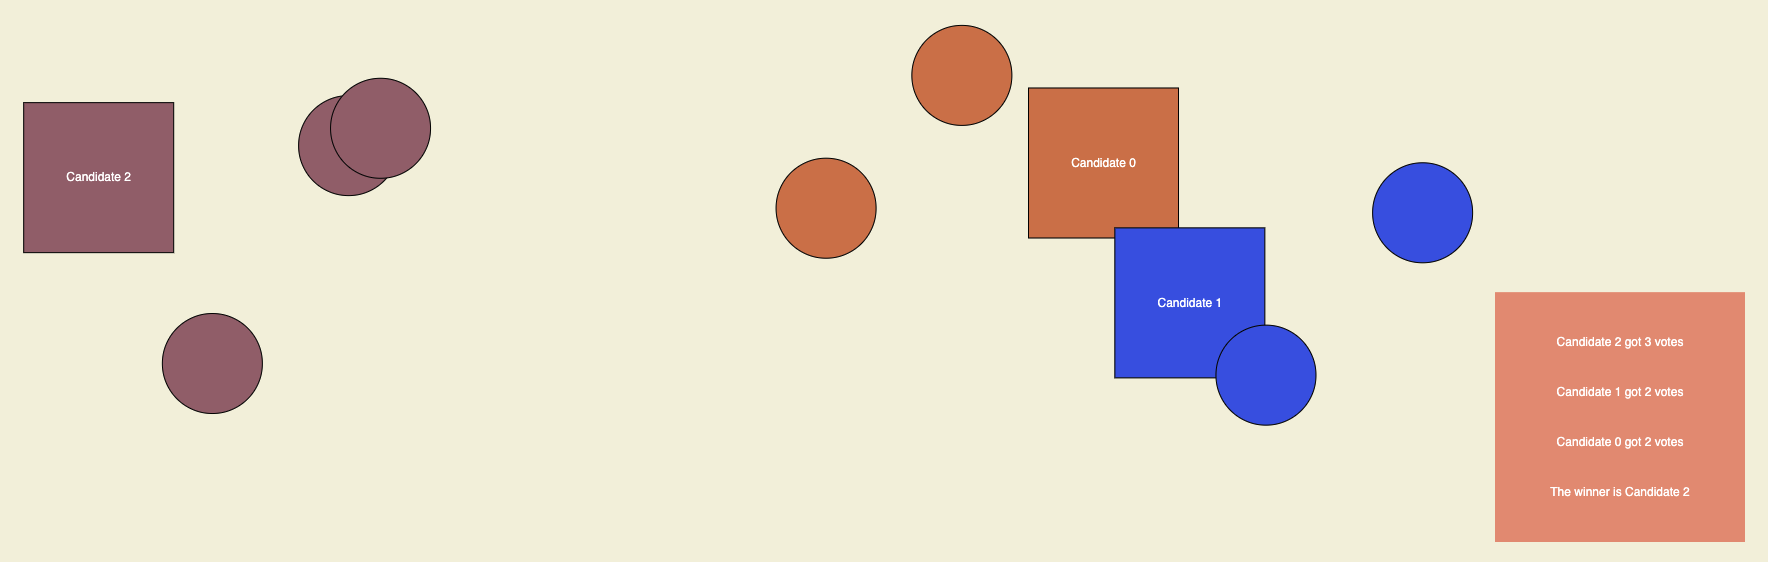 Candidate 2
Candidate 0
Candidate 1
Candidate 2 got 3 votes
Candidate 1 got 2 votes
Candidate 0 got 2 votes
The winner is Candidate 2